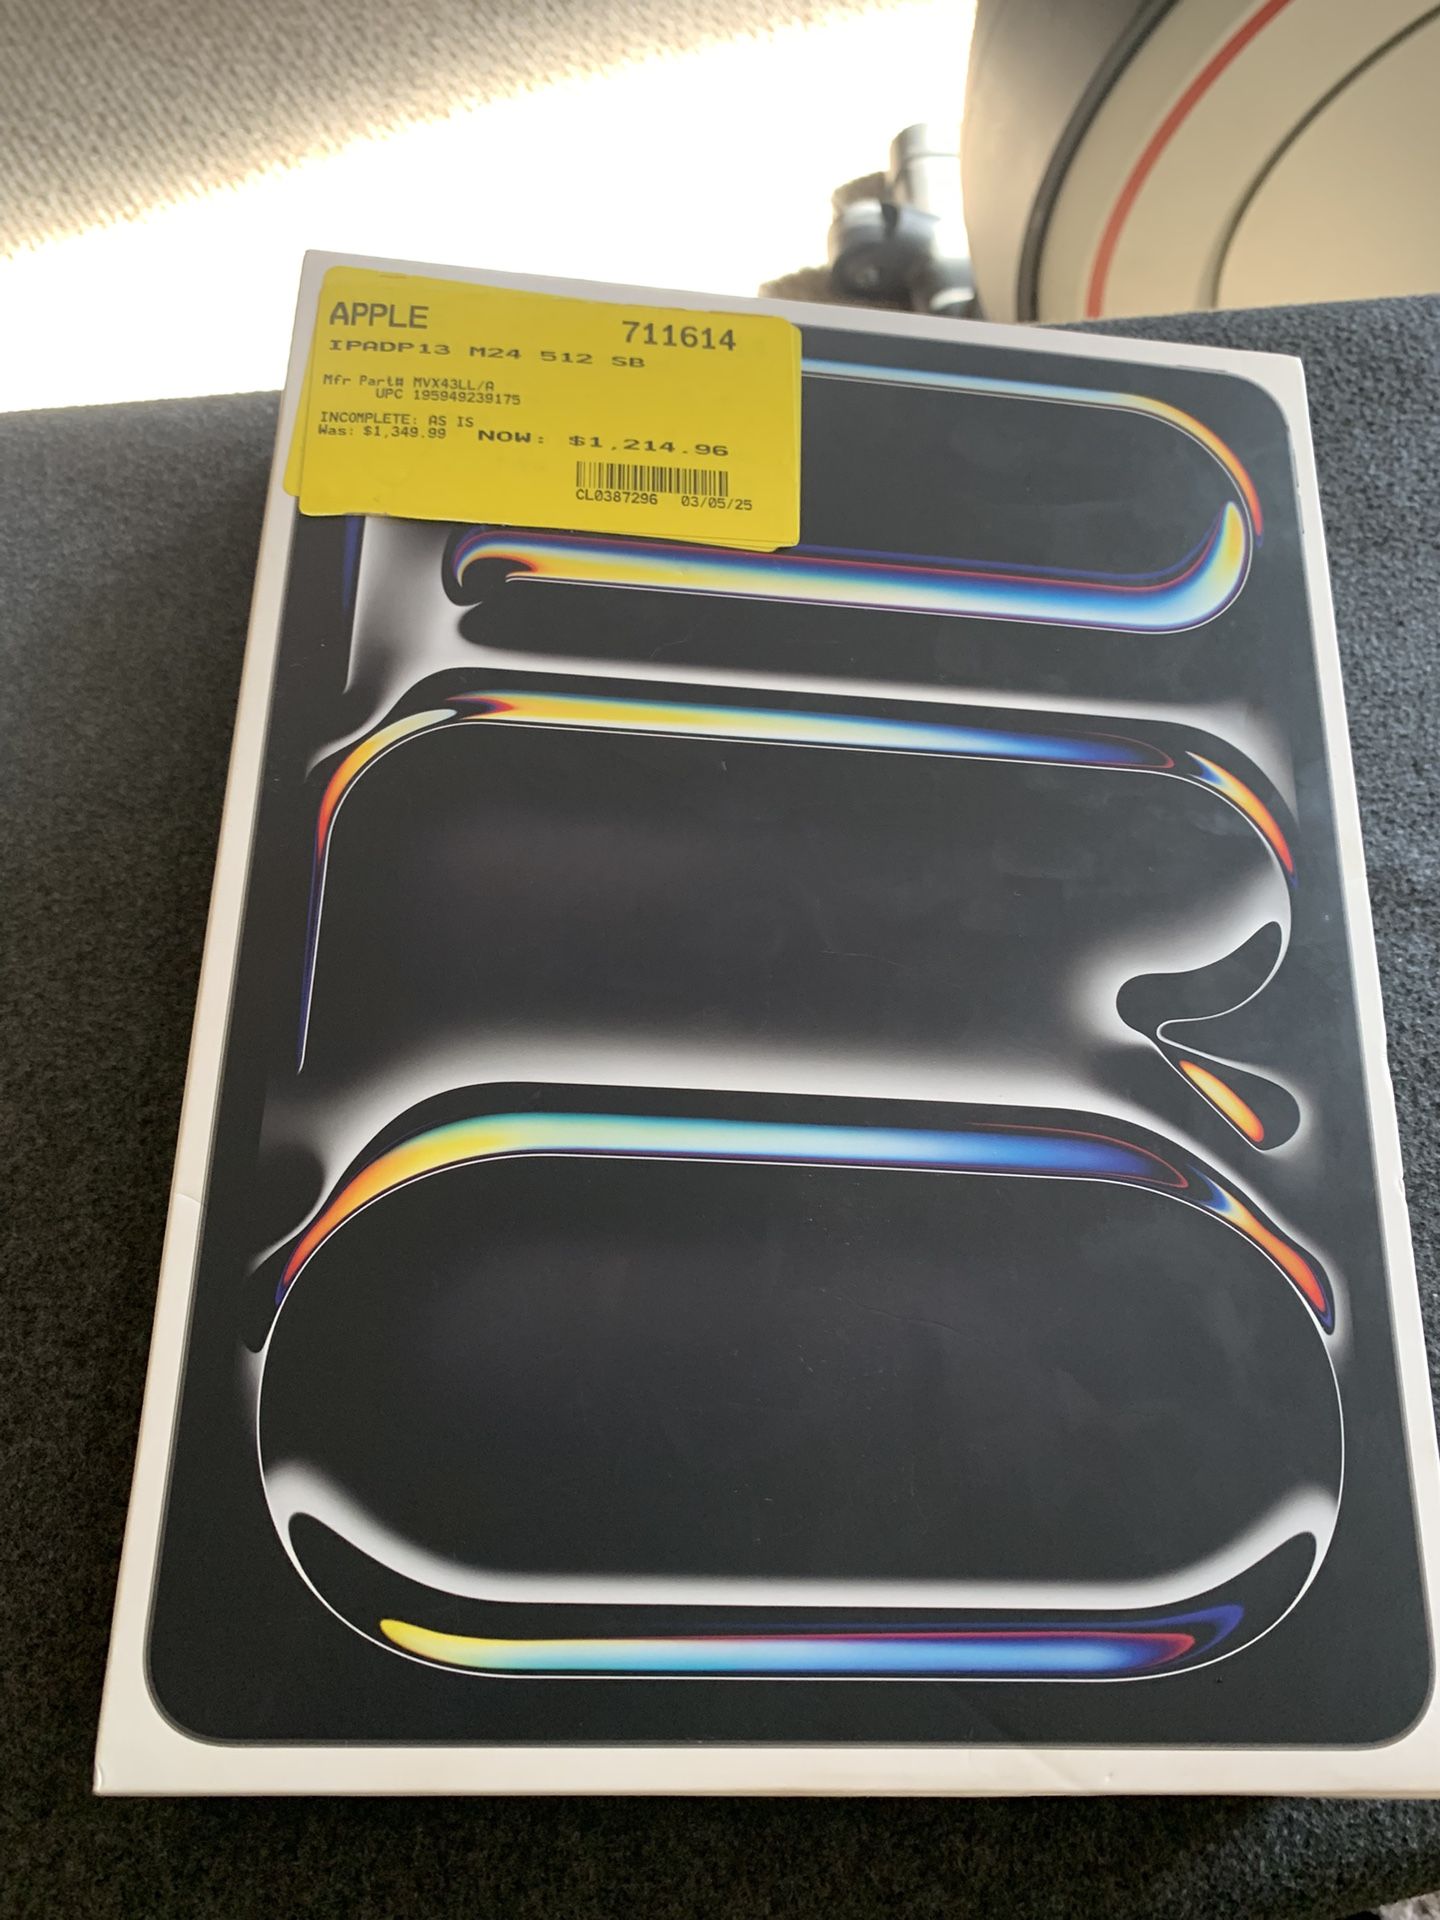 APPLE 711614
IPADP13 M24 512 SB
Mfr Part# MVX43LL/A
UPC 195949239175
INCOMPLETE: AS IS
Was: $1,349.99 NOW: $1,214.96
CL0387296 03/05/25